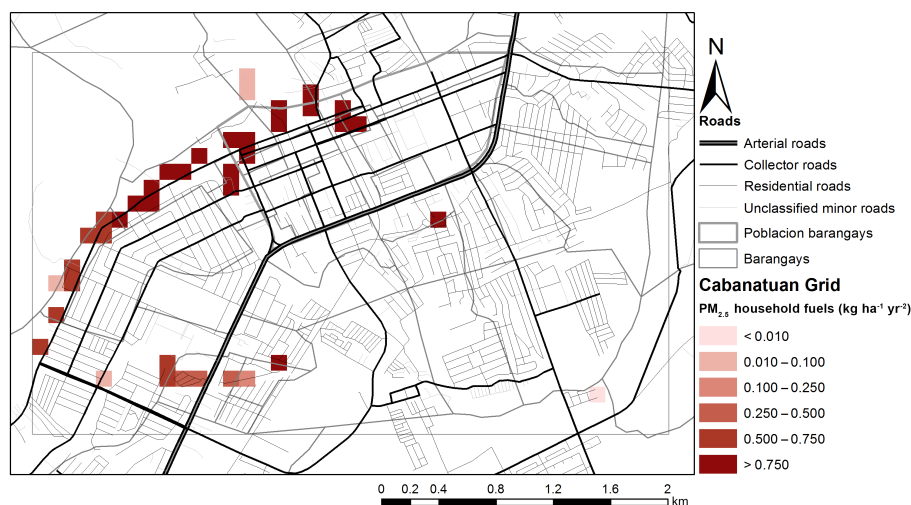 N
Roads
Arterial roads
Collector roads
Residential roads
Unclassified minor roads
Poblacion barangays
Barangays
Cabanatuan Grid
PM2.5 household fuels (kg ha⁻¹ yr⁻²)
< 0.010
0.010 – 0.100
0.100 – 0.250
0.250 – 0.500
0.500 – 0.750
> 0.750
0 0.2 0.4 0.8 1.2 1.6 2
km